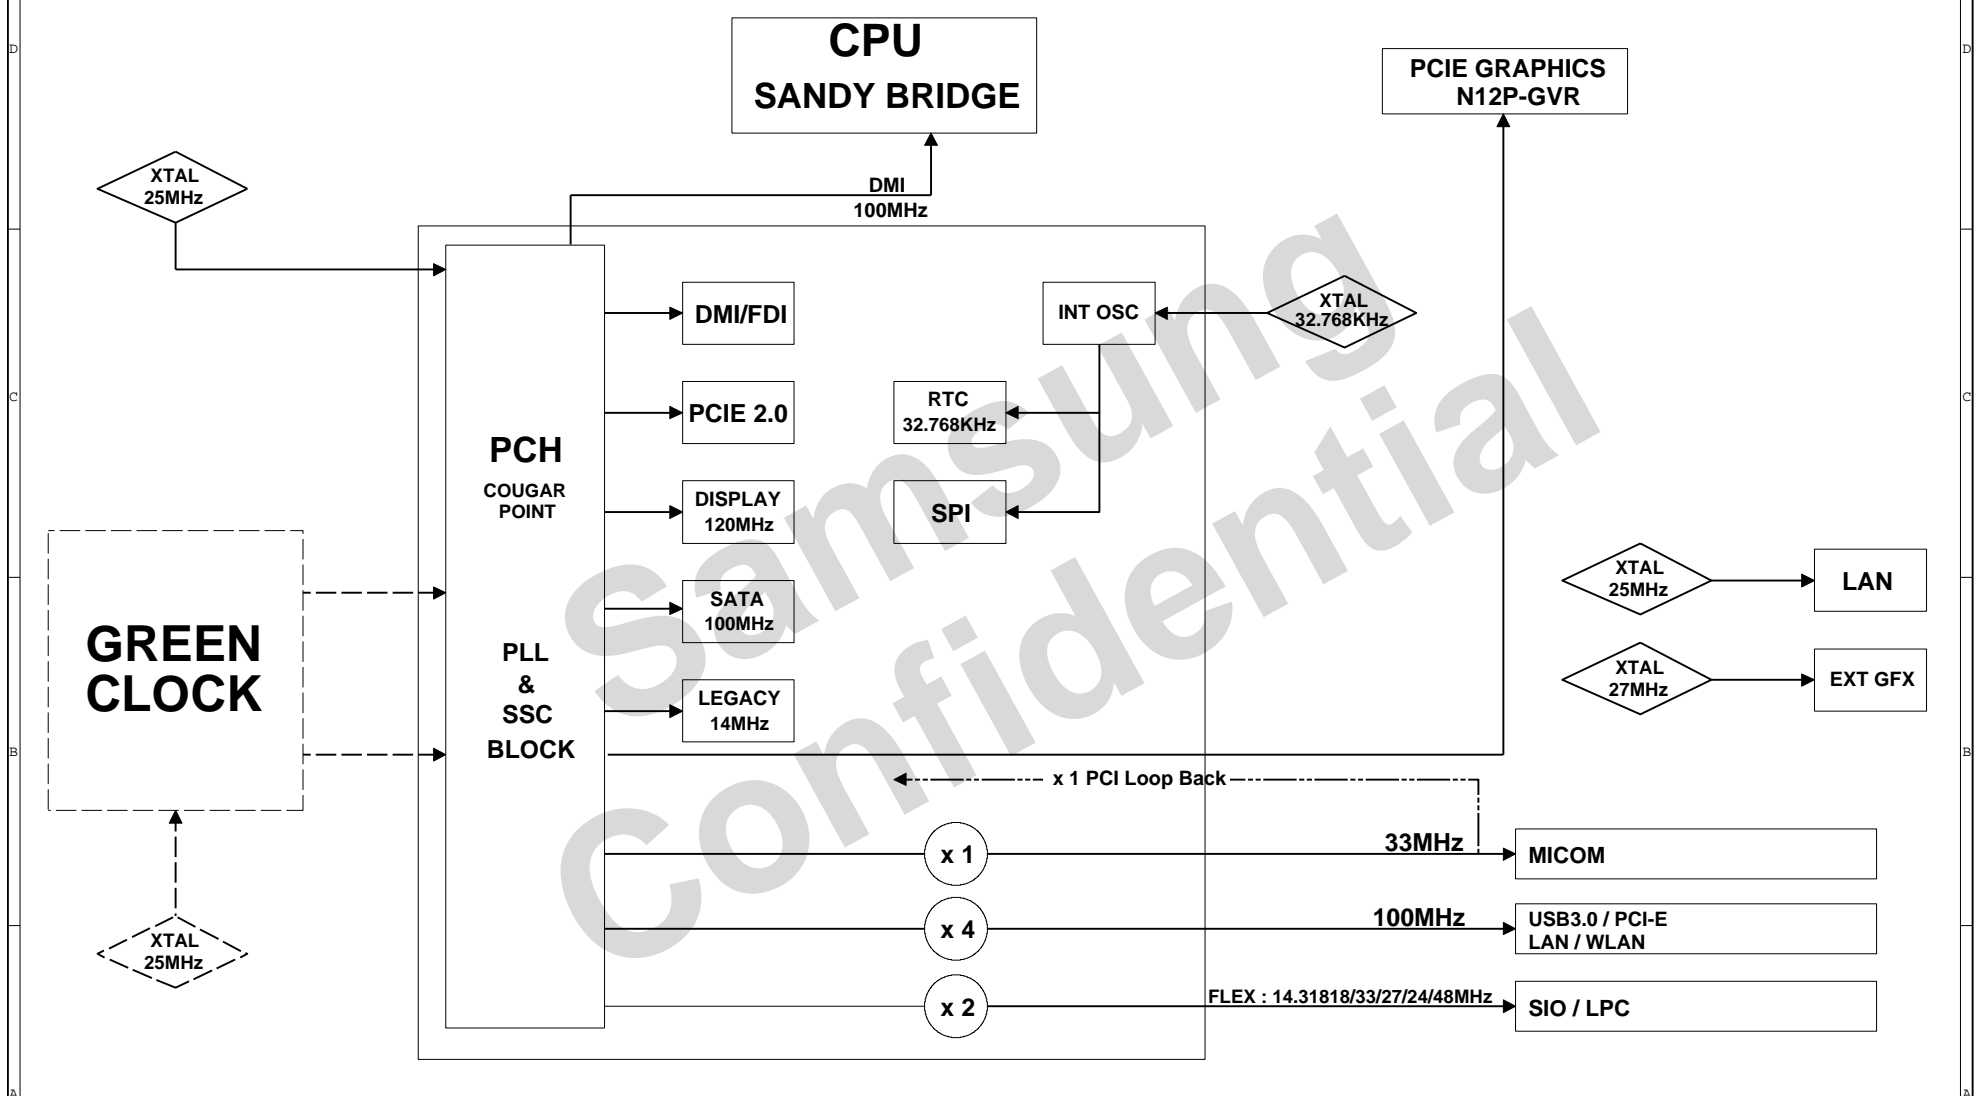 CPU
SANDY BRIDGE
PCIE GRAPHICS
N12P-GVR
D
D
XTAL
25MHz
DMI
100MHz
DMI/FDI
INT OSC
XTAL
32.768KHz
C
C
PCIE 2.0
RTC
32.768KHz
PCH
COUGAR
POINT
DISPLAY
120MHz
SPI
Samsung
Confidential
XTAL
25MHz
LAN
SATA
100MHz
GREEN
CLOCK
PLL
&
SSC
BLOCK
XTAL
27MHz
EXT GFX
LEGACY
14MHz
B
B
x 1 PCI Loop Back
x 1
33MHz
MICOM
x 4
100MHz
USB3.0 / PCI-E
LAN / WLAN
XTAL
25MHz
x 2
FLEX : 14.31818/33/27/24/48MHz
SIO / LPC
A
A